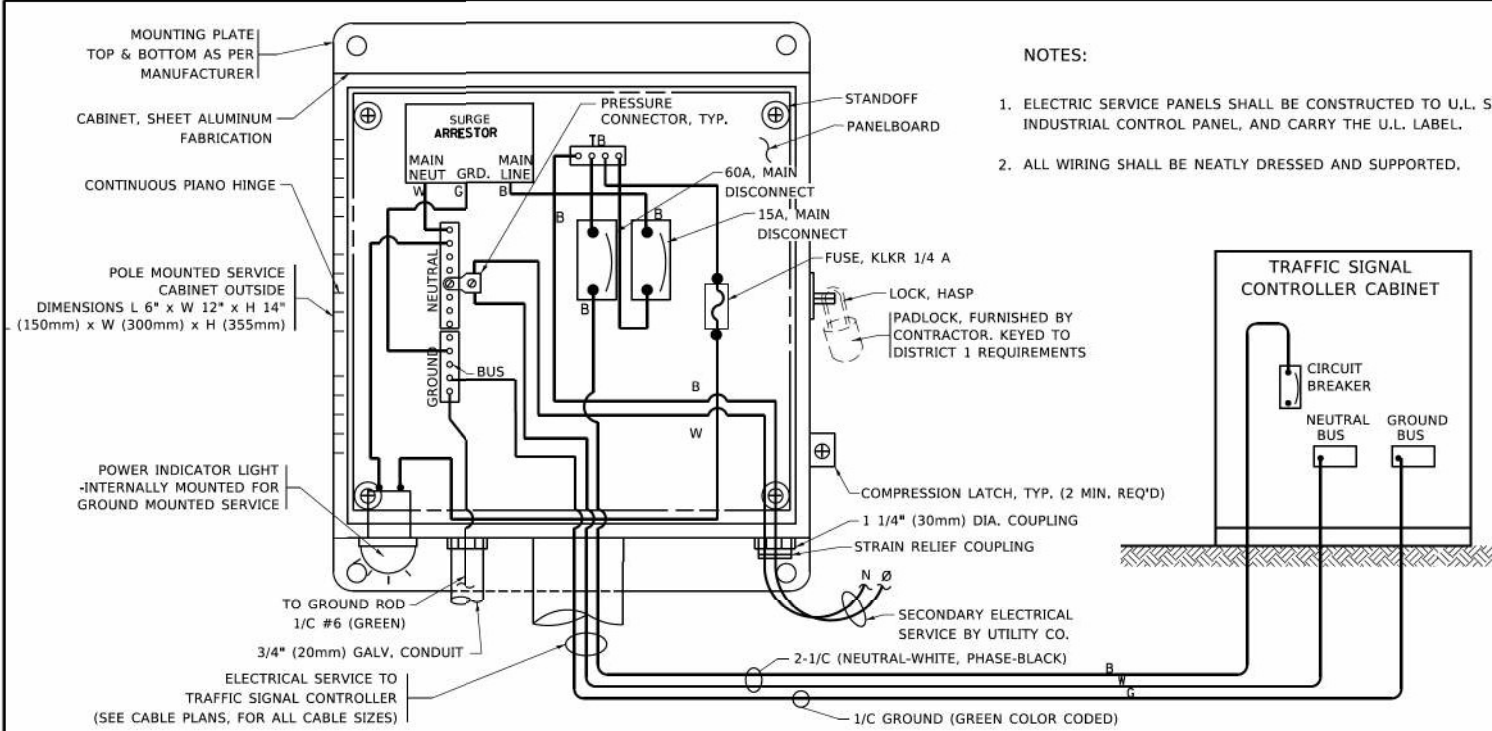 MOUNTING PLATE
TOP & BOTTOM AS PER
MANUFACTURER
CABINET, SHEET ALUMINUM
FABRICATION
CONTINUOUS PIANO HINGE
POLE MOUNTED SERVICE
CABINET OUTSIDE
DIMENSIONS L 6" x W 12" x H 14"
(150mm) x W (300mm) x H (355mm)
POWER INDICATOR LIGHT
-INTERNALLY MOUNTED FOR
GROUND MOUNTED SERVICE
TO GROUND ROD
1/C #6 (GREEN)
3/4" (20mm) GALV. CONDUIT
ELECTRICAL SERVICE TO
TRAFFIC SIGNAL CONTROLLER
(SEE CABLE PLANS, FOR ALL CABLE SIZES)
SURGE
ARRESTOR
MAIN
NEUT
GRD.
MAIN
LINE
W
G
B
PRESSURE
CONNECTOR, TYP.
TB
NEUTRAL
GROUND
BUS
B
B
B
B
W
60A, MAIN
DISCONNECT
15A, MAIN
DISCONNECT
FUSE, KLKR 1/4 A
STANDOFF
PANELBOARD
LOCK, HASP
PADLOCK, FURNISHED BY
CONTRACTOR. KEYED TO
DISTRICT 1 REQUIREMENTS
COMPRESSION LATCH, TYP. (2 MIN. REQ'D)
1 1/4" (30mm) DIA. COUPLING
STRAIN RELIEF COUPLING
N Ø
SECONDARY ELECTRICAL
SERVICE BY UTILITY CO.
2-1/C (NEUTRAL-WHITE, PHASE-BLACK)
B
W
G
1/C GROUND (GREEN COLOR CODED)
NOTES:
1. ELECTRIC SERVICE PANELS SHALL BE CONSTRUCTED TO U.L. S
INDUSTRIAL CONTROL PANEL, AND CARRY THE U.L. LABEL.
2. ALL WIRING SHALL BE NEATLY DRESSED AND SUPPORTED.
TRAFFIC SIGNAL
CONTROLLER CABINET
CIRCUIT
BREAKER
NEUTRAL
BUS
GROUND
BUS